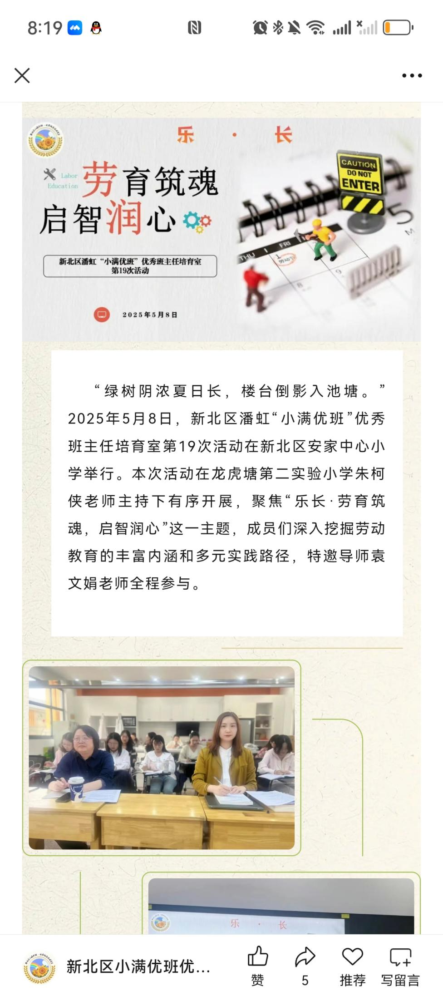 8:19
乐 · 长
Labor
Education
劳育筑魂
启智润心
新北区潘虹“小满优班”优秀班主任培育室
第19次活动
2025年5月8日
CAUTION
DO NOT
ENTER
5
M
THU
FRI
1
劳动节
8
9
“绿树阴浓夏日长，楼台倒影入池塘。”
2025年5月8日，新北区潘虹“小满优班”优秀
班主任培育室第19次活动在新北区安家中心小
学举行。本次活动在龙虎塘第二实验小学朱柯
侠老师主持下有序开展，聚焦“乐长·劳育筑
魂，启智润心”这一主题，成员们深入挖掘劳动
教育的丰富内涵和多元实践路径，特邀导师袁
文娟老师全程参与。
乐 · 长
新北区小满优班优...
赞
5
推荐
写留言